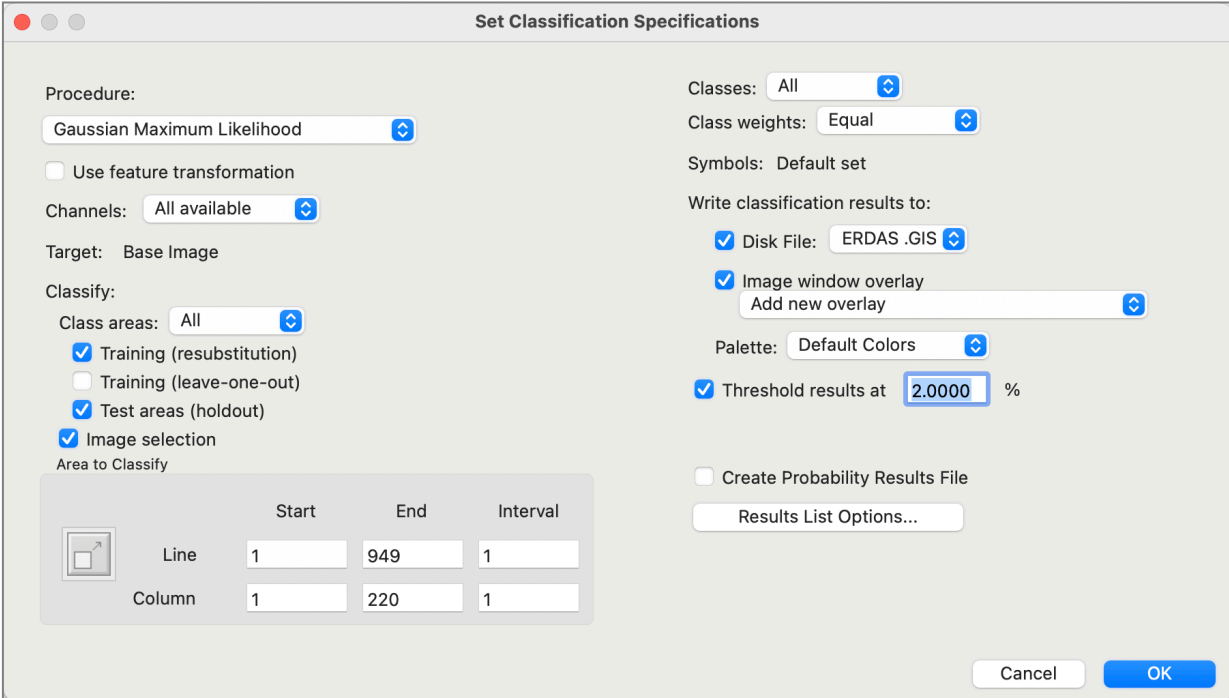 Set Classification Specifications
Procedure:
Gaussian Maximum Likelihood
Use feature transformation
Channels: All available
Target: Base Image
Classify:
Class areas: All
Training (resubstitution)
Training (leave-one-out)
Test areas (holdout)
Image selection
Area to Classify
Start End Interval
Line 1 949 1
Column 1 220 1
Classes: All
Class weights: Equal
Symbols: Default set
Write classification results to:
Disk File: ERDAS .GIS
Image window overlay
Add new overlay
Palette: Default Colors
Threshold results at 2.0000 %
Create Probability Results File
Results List Options...
Cancel OK